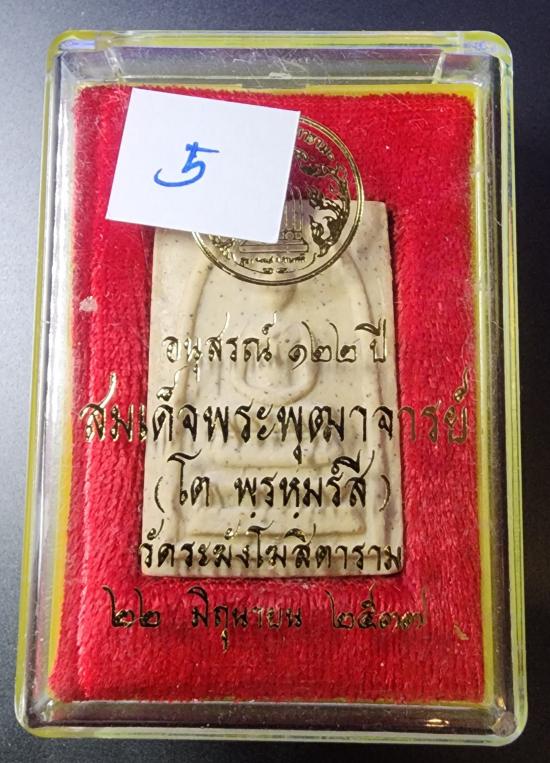 5
อนุสรณ์ ๑๒๒ ปี
สมเด็จพระพุฒาจารย์
(โต พฺรหฺมรํสี)
วัดระฆังโฆสิตาราม
๒๒ มิถุนายน ๒๕๓๗